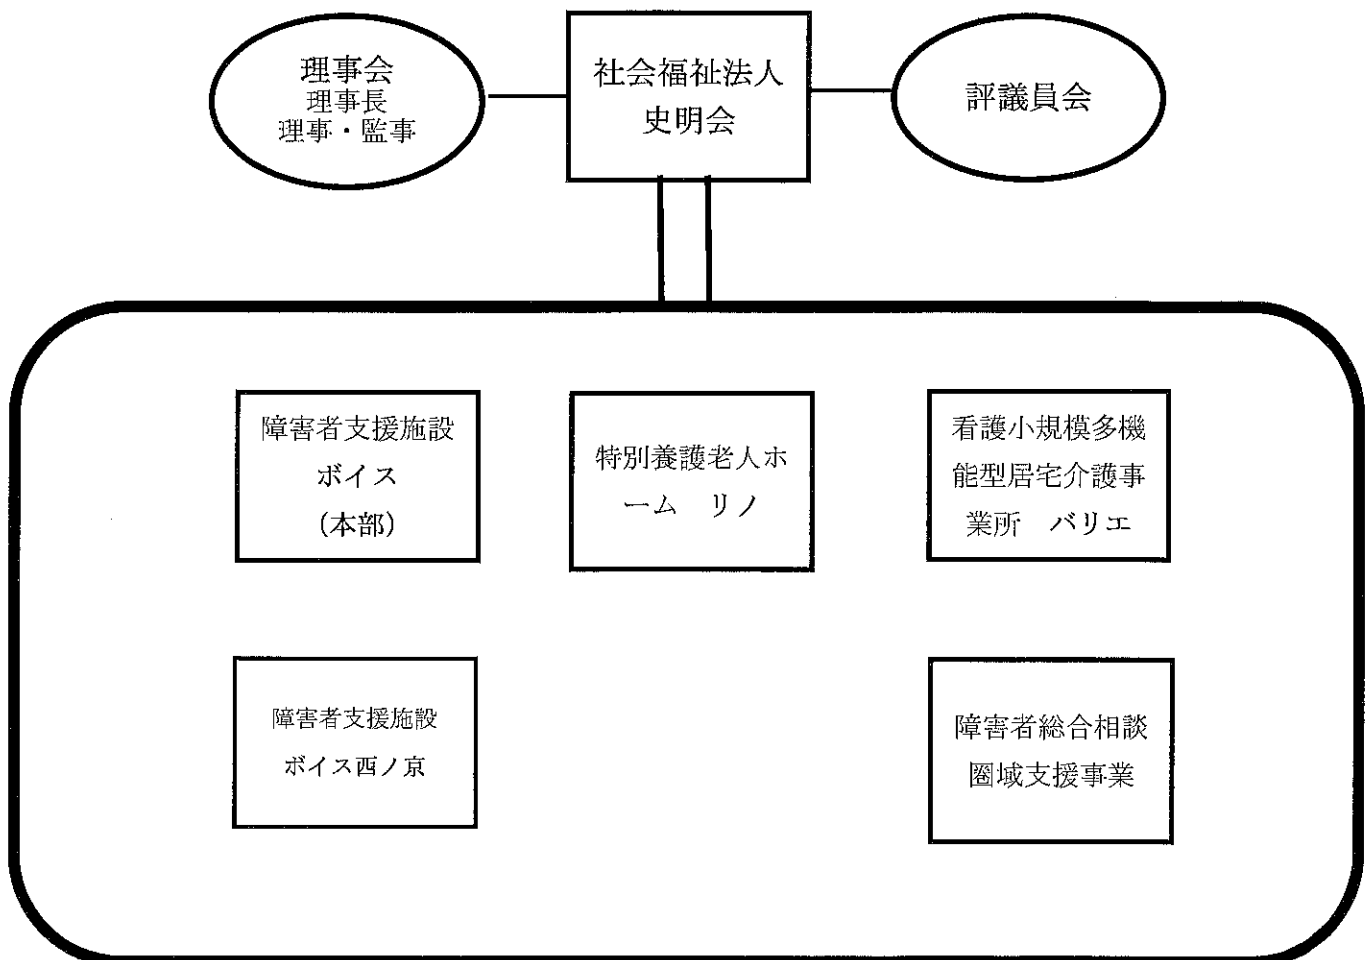 理事会
理事長
理事・監事
社会福祉法人
史明会
評議員会
障害者支援施設
ボイス
（本部）
特別養護老人ホ
ーム　リノ
看護小規模多機
能型居宅介護事
業所　バリエ
障害者支援施設
ボイス西ノ京
障害者総合相談
圏域支援事業